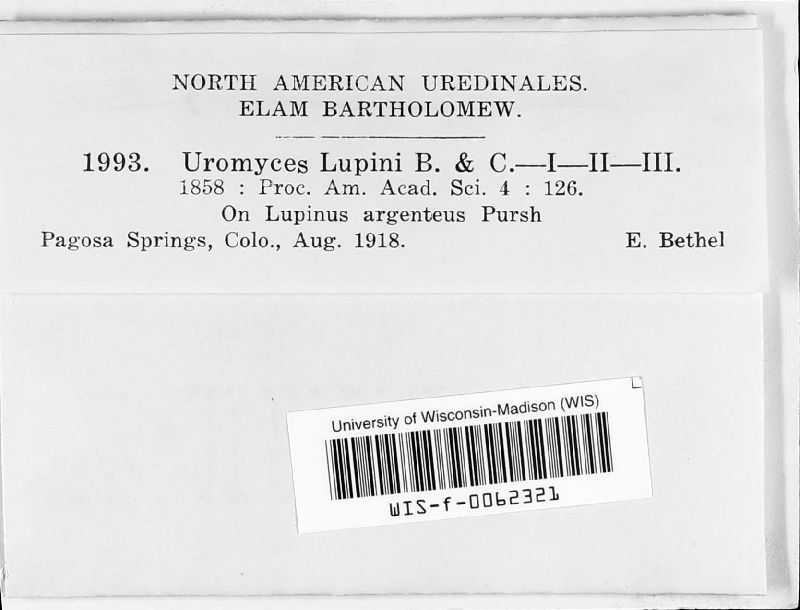 NORTH AMERICAN UREDINALES.
ELAM BARTHOLOMEW.
1993. Uromyces Lupini B. & C.—I—II—III.
1858 : Proc. Am. Acad. Sci. 4 : 126.
On Lupinus argenteus Pursh
Pagosa Springs, Colo., Aug. 1918. E. Bethel
University of Wisconsin-Madison (WIS)
WIS-f-0062321